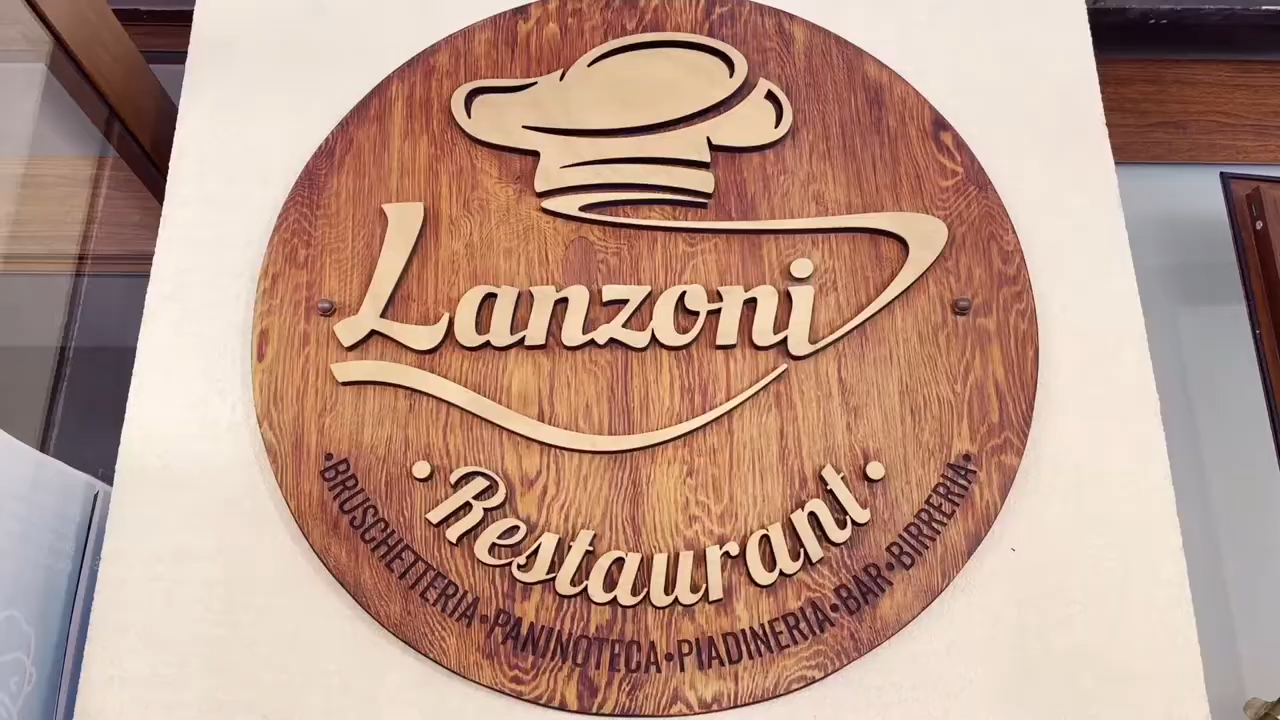 Lanzoni
•Restaurant•
•BRUSCHETTERIA•PANINOTECA•PIADINERIA•BAR•BIRRERIA•